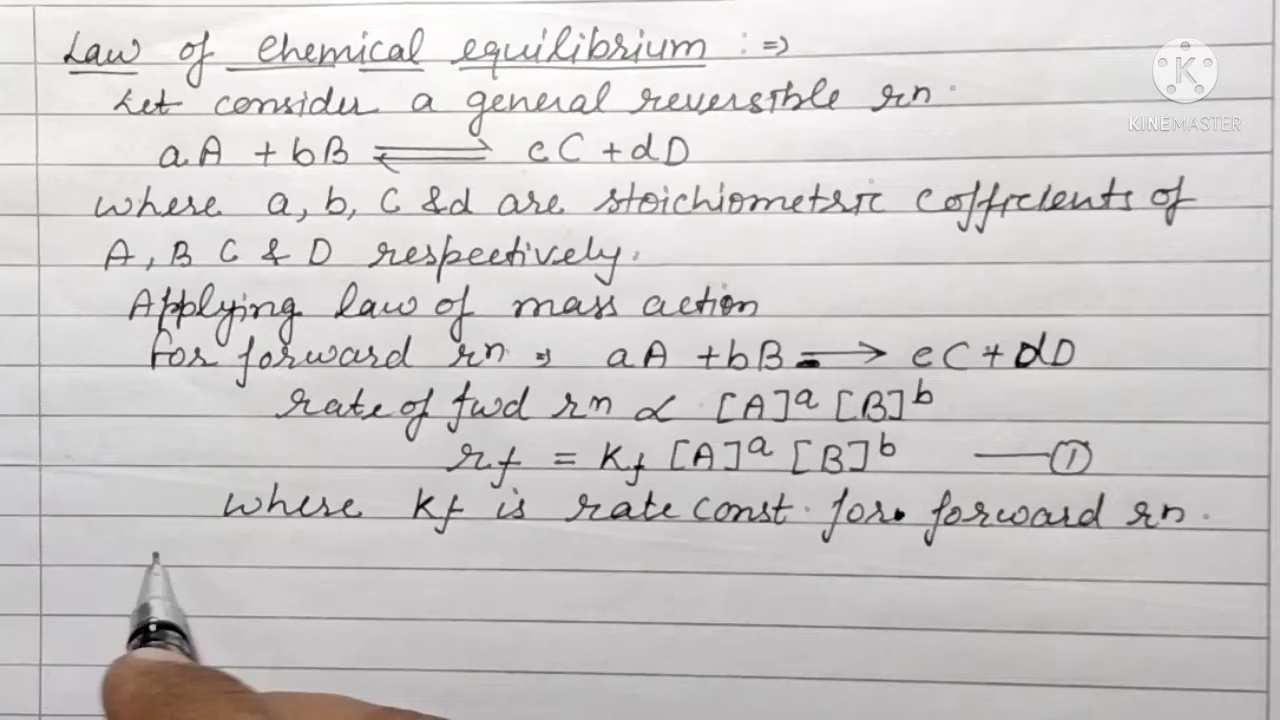 Law of chemical equilibrium :⇒
K
KINEMASTER
Let consider a general reversible rn.
aA + bB ⇌ cC + dD
where a, b, C & d are stoichiometric cofficients of
A, B C & D respectively.
Applying law of mass action
For forward rn ⇒ aA + bB → cC + dD
rate of fwd rn ∝ [A]ᵃ [B]ᵇ
rf = Kf [A]ᵃ [B]ᵇ —①
where Kf is rate const. for forward rn.